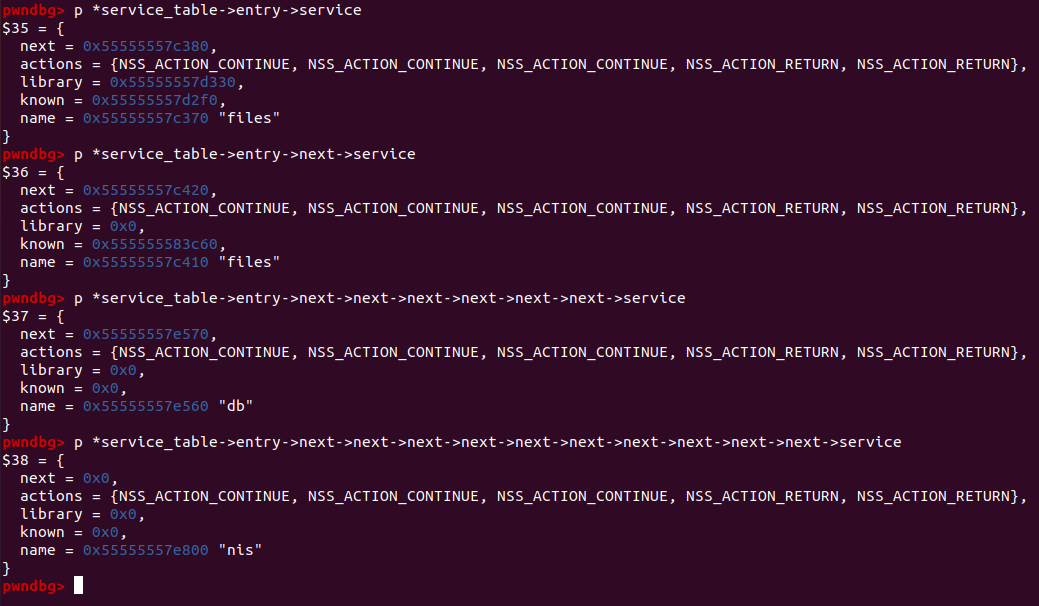 pwndbg> p *service_table->entry->service
$35 = {
  next = 0x55555557c380,
  actions = {NSS_ACTION_CONTINUE, NSS_ACTION_CONTINUE, NSS_ACTION_CONTINUE, NSS_ACTION_RETURN, NSS_ACTION_RETURN},
  library = 0x55555557d330,
  known = 0x55555557d2f0,
  name = 0x55555557c370 "files"
}
pwndbg> p *service_table->entry->next->service
$36 = {
  next = 0x55555557c420,
  actions = {NSS_ACTION_CONTINUE, NSS_ACTION_CONTINUE, NSS_ACTION_CONTINUE, NSS_ACTION_RETURN, NSS_ACTION_RETURN},
  library = 0x0,
  known = 0x555555583c60,
  name = 0x55555557c410 "files"
}
pwndbg> p *service_table->entry->next->next->next->next->next->next->service
$37 = {
  next = 0x55555557e570,
  actions = {NSS_ACTION_CONTINUE, NSS_ACTION_CONTINUE, NSS_ACTION_CONTINUE, NSS_ACTION_RETURN, NSS_ACTION_RETURN},
  library = 0x0,
  known = 0x0,
  name = 0x55555557e560 "db"
}
pwndbg> p *service_table->entry->next->next->next->next->next->next->next->next->next->next->service
$38 = {
  next = 0x0,
  actions = {NSS_ACTION_CONTINUE, NSS_ACTION_CONTINUE, NSS_ACTION_CONTINUE, NSS_ACTION_RETURN, NSS_ACTION_RETURN},
  library = 0x0,
  known = 0x0,
  name = 0x55555557e800 "nis"
}
pwndbg>